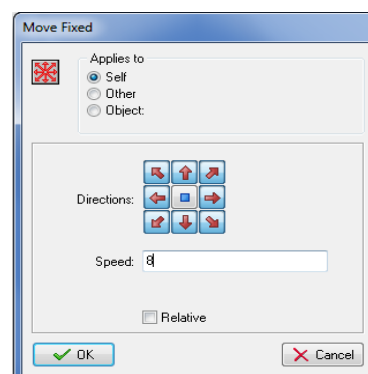 Move Fixed
Applies to
Self
Other
Object:
Directions:
Speed: 8
Relative
OK
Cancel